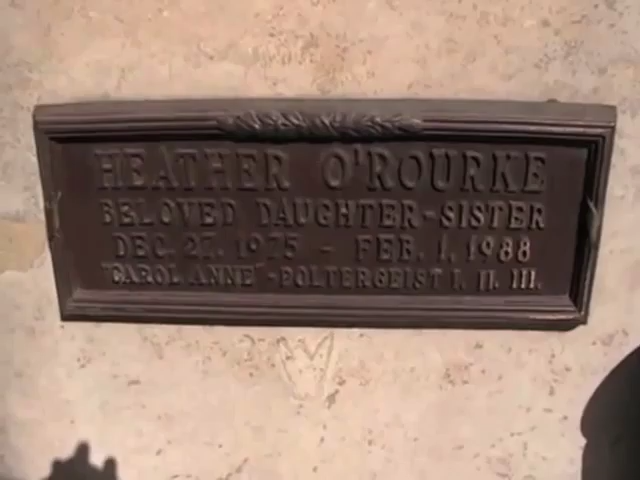 HEATHER O'ROURKE
BELOVED DAUGHTER-SISTER
DEC. 27, 1975 - FEB. 1, 1988
"CAROL ANNE"-POLTERGEIST I. II. III.